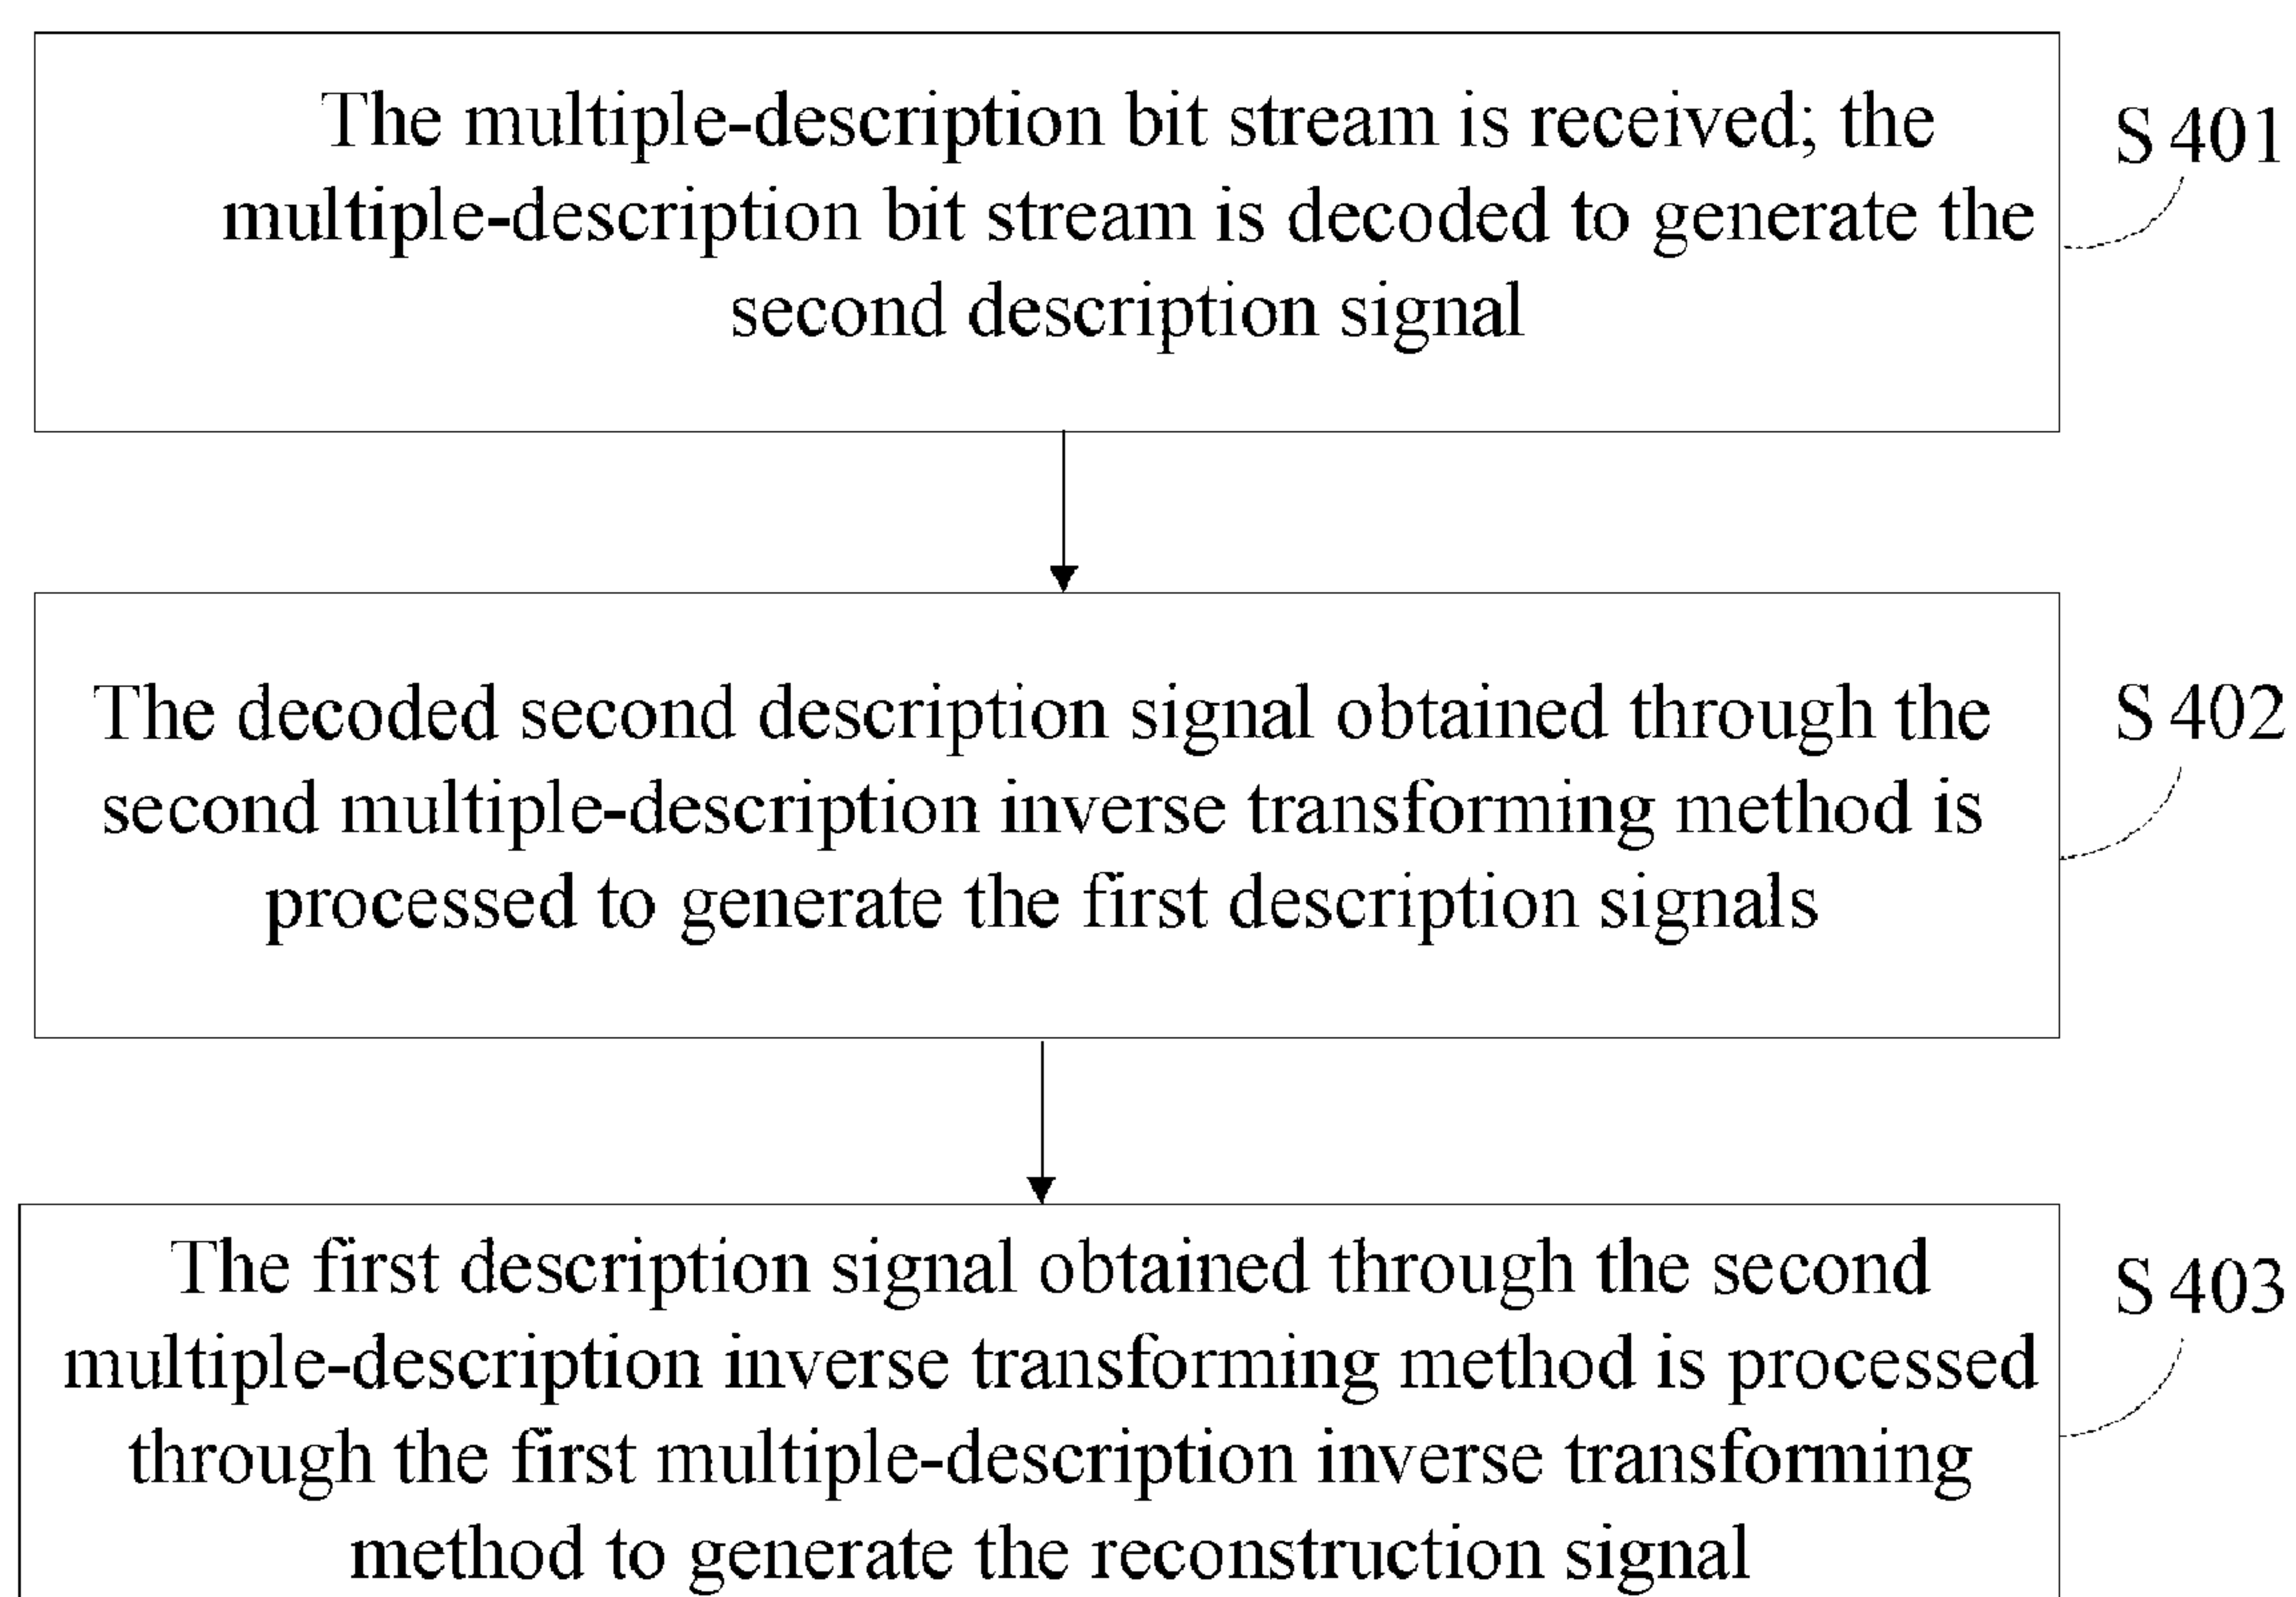 The multiple-description bit stream is received; the
multiple-description bit stream is decoded to generate the
second description signal
S 401
The decoded second description signal obtained through the
second multiple-description inverse transforming method is
processed to generate the first description signals
S 402
The first description signal obtained through the second
multiple-description inverse transforming method is processed
through the first multiple-description inverse transforming
method to generate the reconstruction signal
S 403